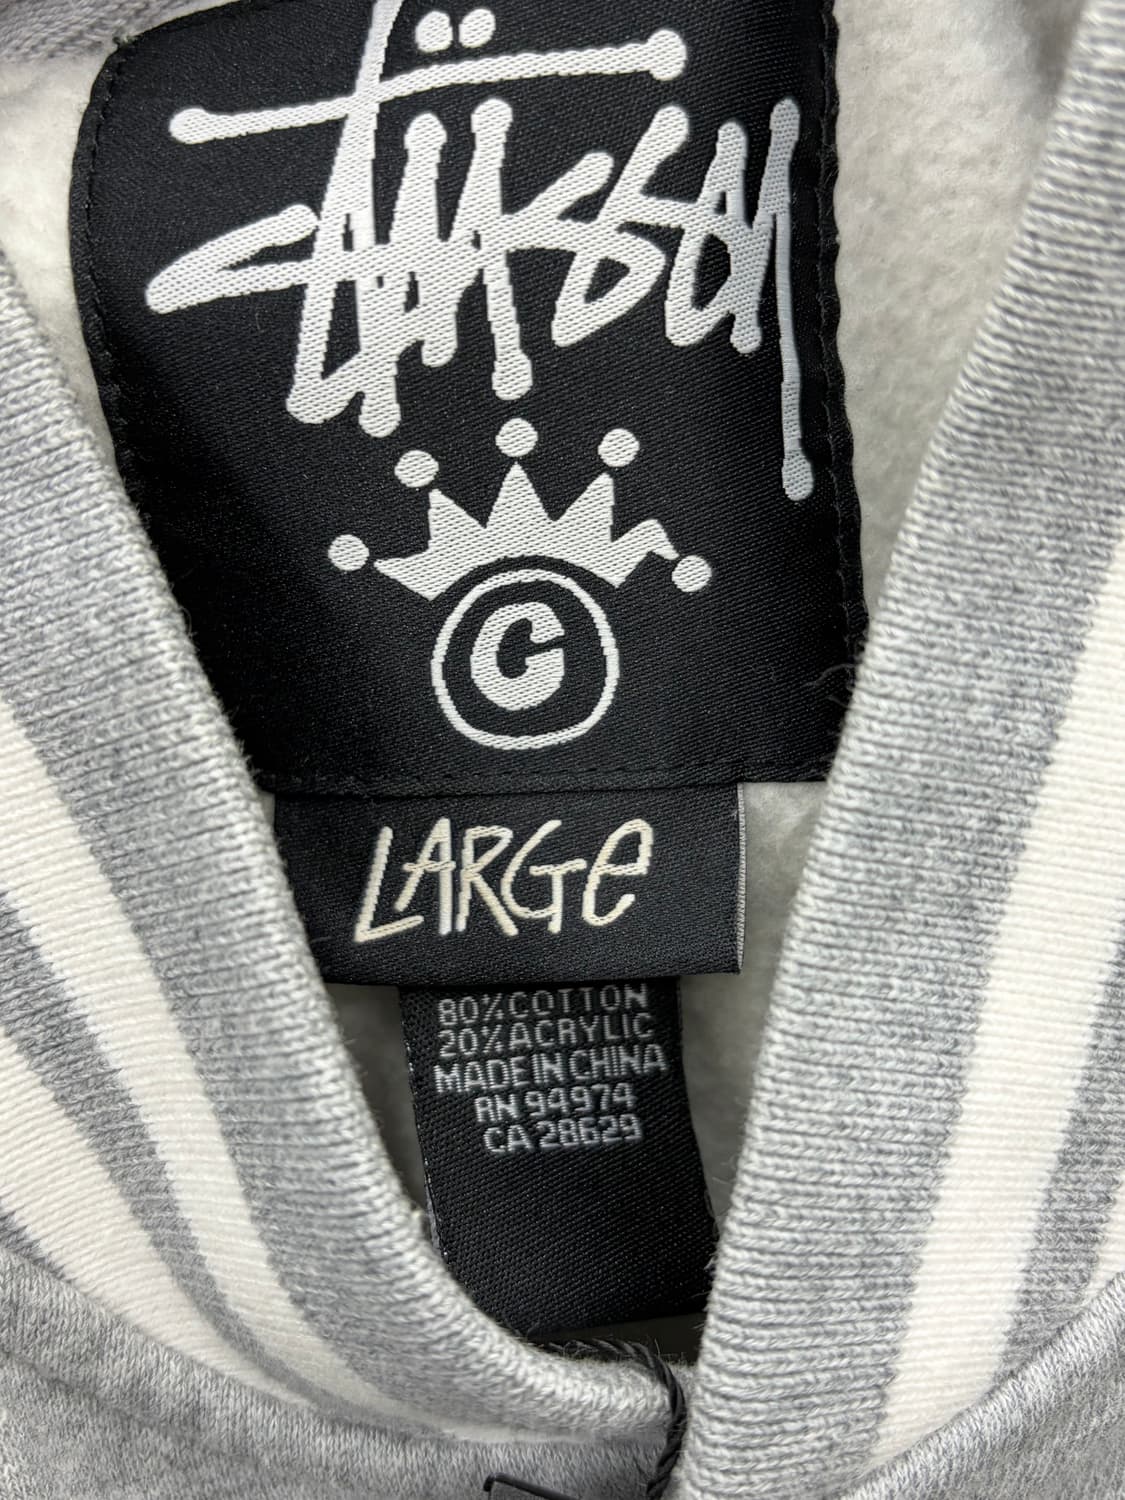 Stüssy
C
LARGe
80%COTTON
20%ACRYLIC
MADE IN CHINA
RN 94974
CA 28629